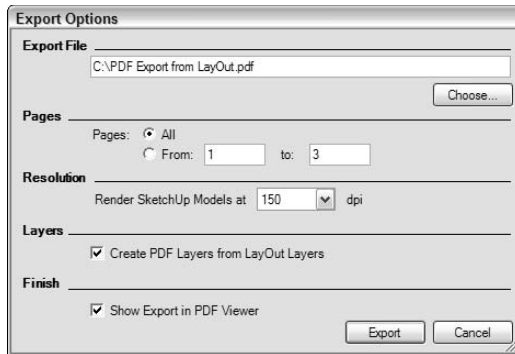 Export Options
Export File
C:\PDF Export from LayOut.pdf
Choose...
Pages
Pages: All
From: 1 to: 3
Resolution
Render SketchUp Models at 150 dpi
Layers
Create PDF Layers from LayOut Layers
Finish
Show Export in PDF Viewer
Export Cancel